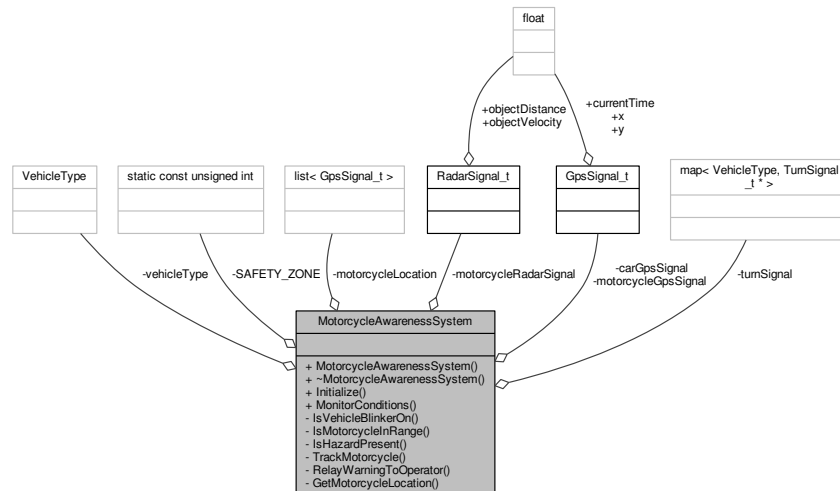 float
+objectDistance
+objectVelocity
+currentTime
+x
+y
VehicleType
static const unsigned int
list< GpsSignal_t >
RadarSignal_t
GpsSignal_t
map< VehicleType, TurnSignal
_t * >
-vehicleType
-SAFETY_ZONE
-motorcycleLocation
-motorcycleRadarSignal
-carGpsSignal
-motorcycleGpsSignal
-turnSignal
MotorcycleAwarenessSystem
+ MotorcycleAwarenessSystem()
+ ~MotorcycleAwarenessSystem()
+ Initialize()
+ MonitorConditions()
- IsVehicleBlinkerOn()
- IsMotorcycleInRange()
- IsHazardPresent()
- TrackMotorcycle()
- RelayWarningToOperator()
- GetMotorcycleLocation()